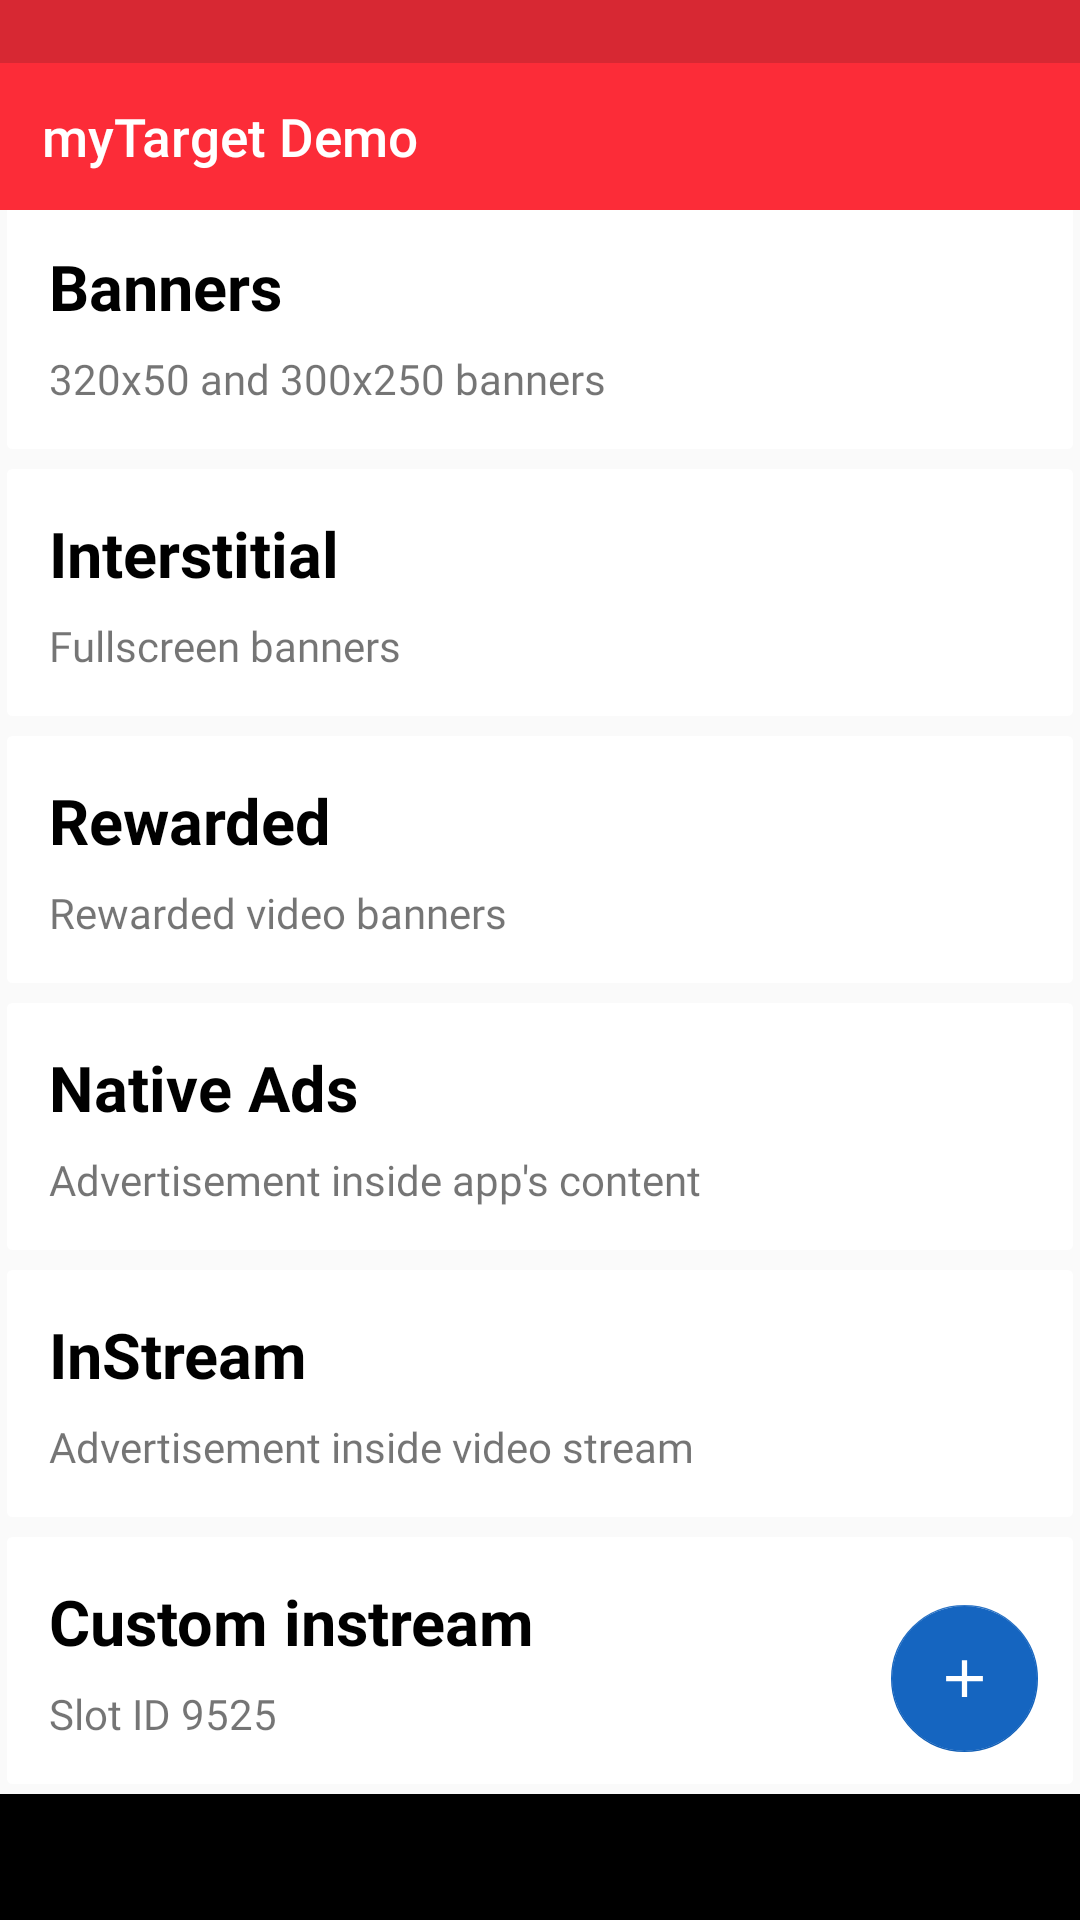 myTarget Demo
Banners
320x50 and 300x250 banners
Interstitial
Fullscreen banners
Rewarded
Rewarded video banners
Native Ads
Advertisement inside app's content
InStream
Advertisement inside video stream
Custom instream
Slot ID 9525
+